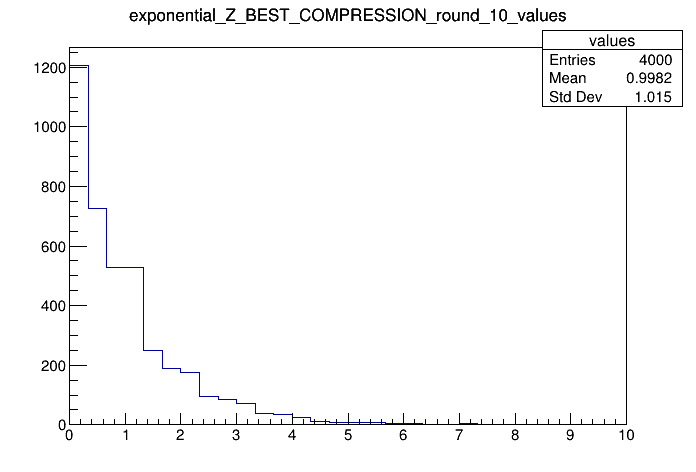 exponential_Z_BEST_COMPRESSION_round_10_values
values
Entries 4000
Mean 0.9982
Std Dev 1.015
1200
1000
800
600
400
200
0
0 1 2 3 4 5 6 7 8 9 10